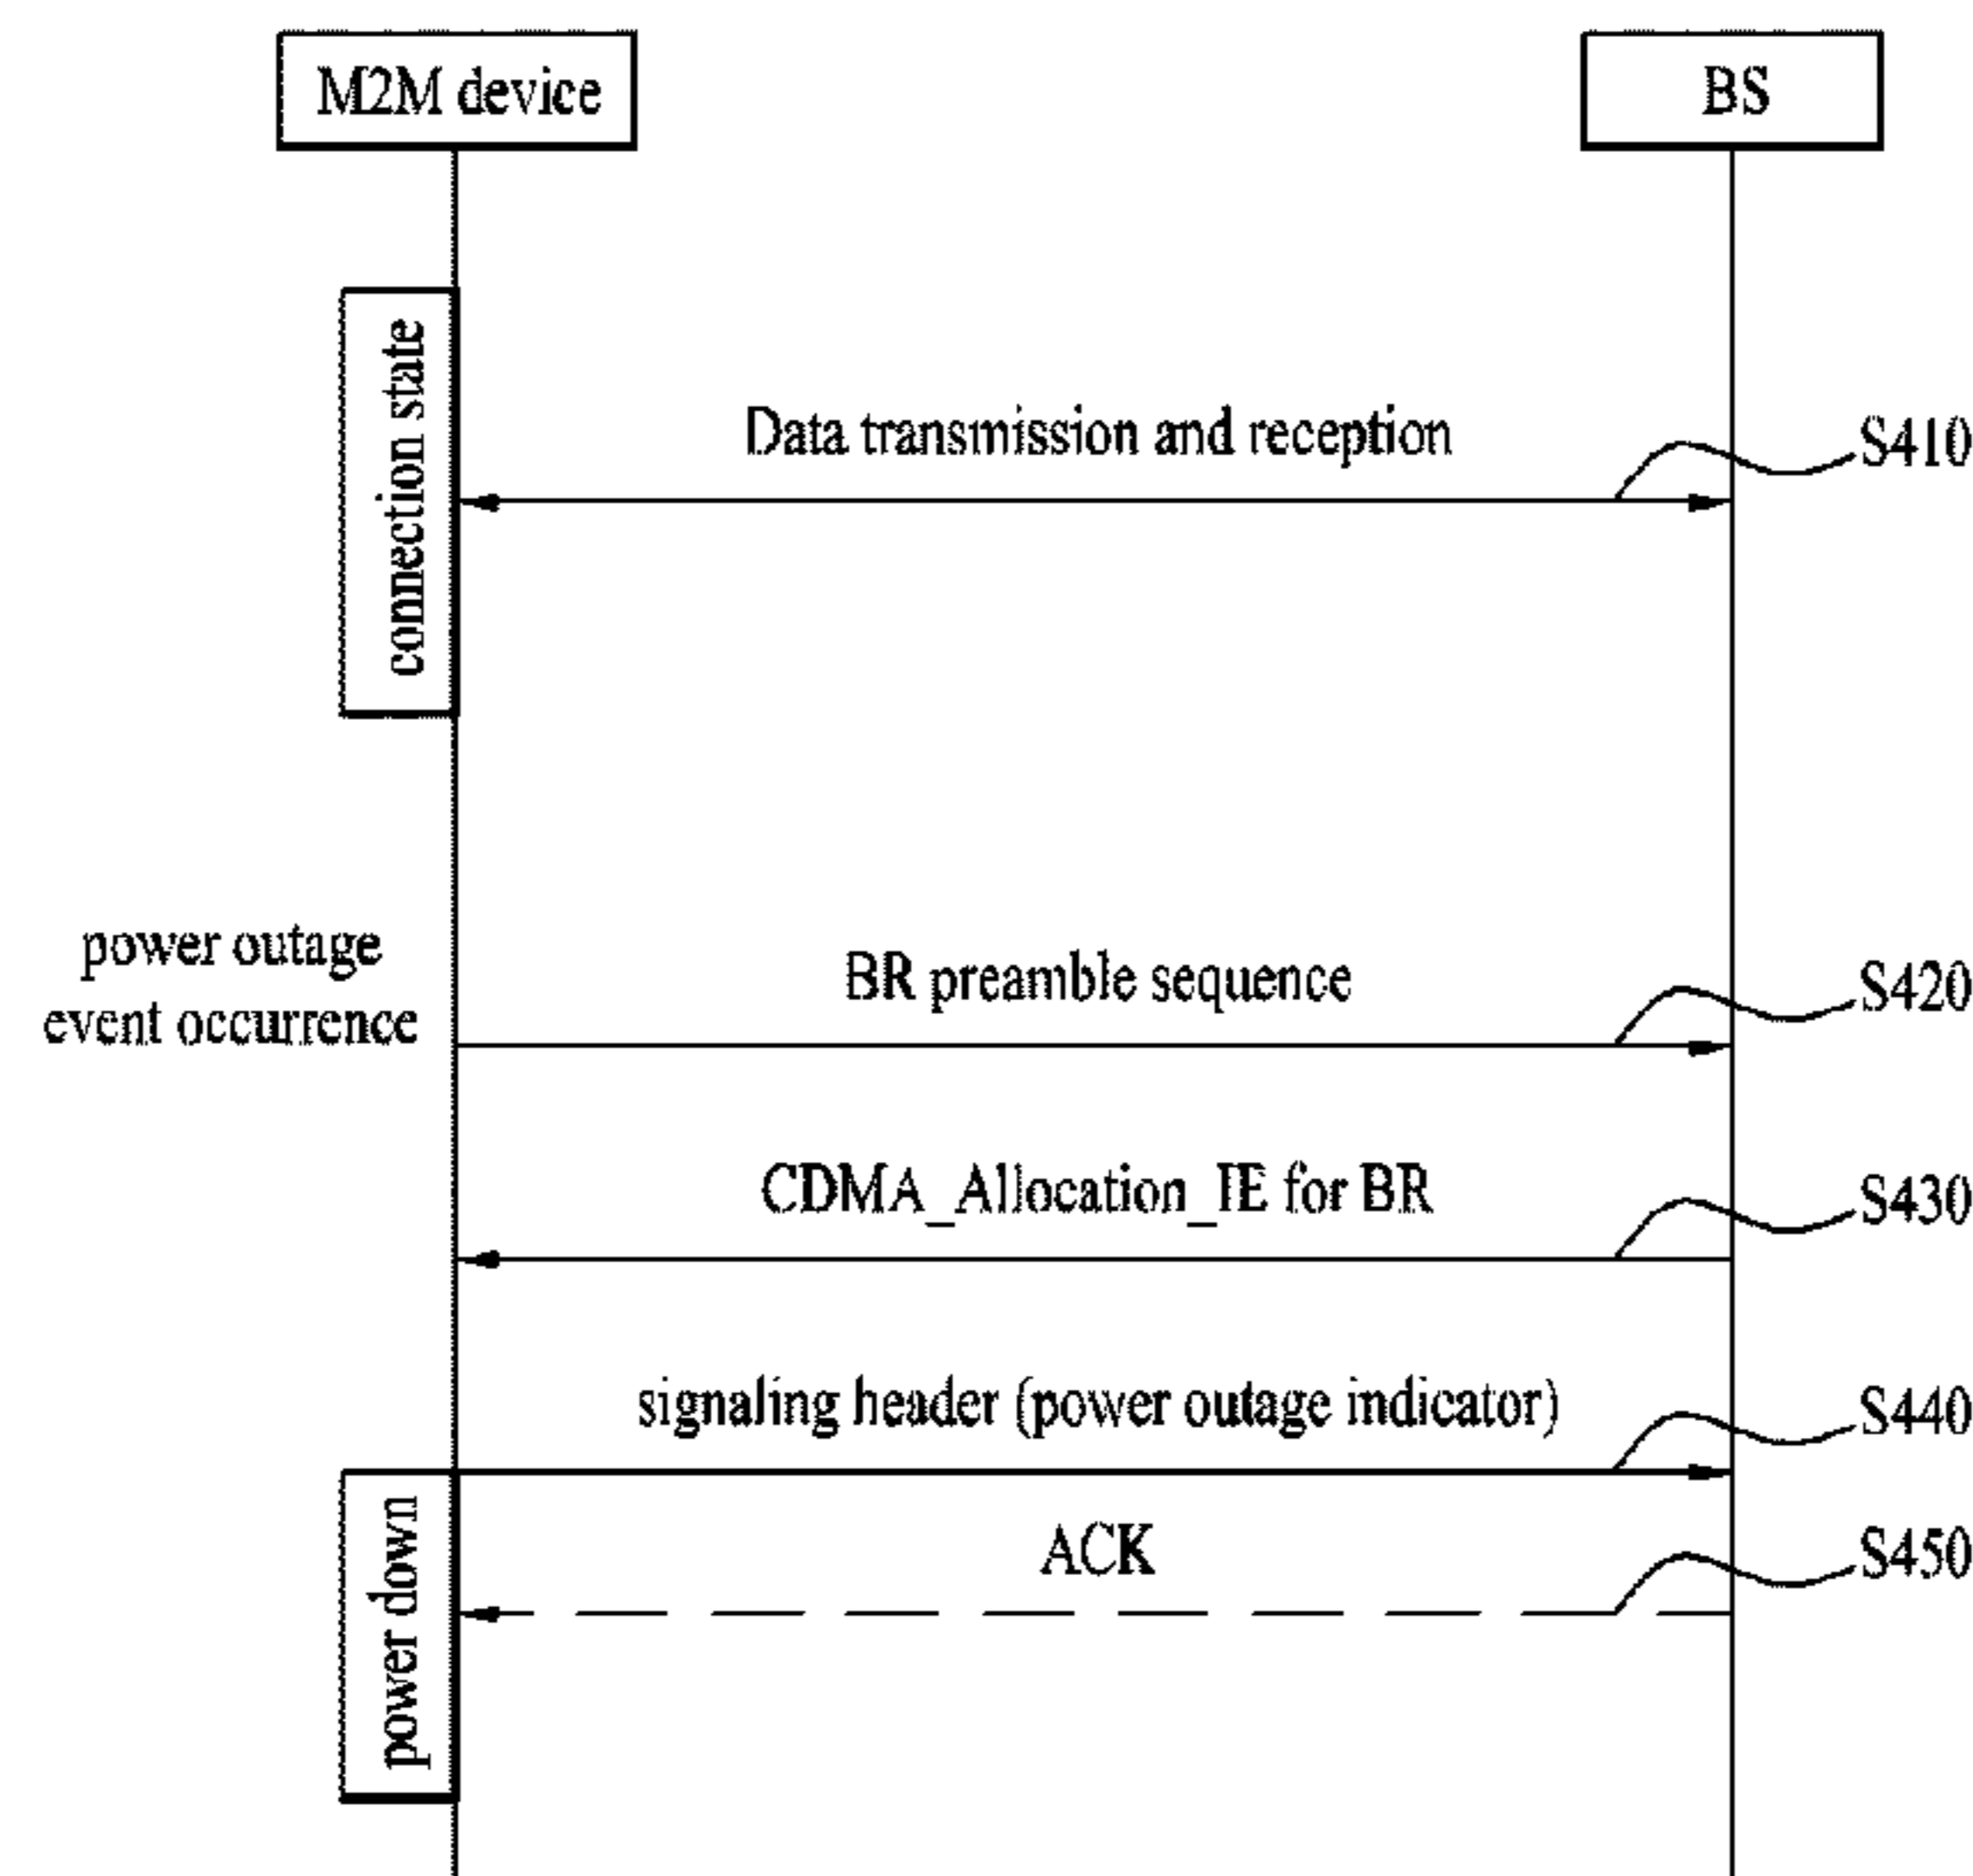 M2M device
BS
connection state
Data transmission and reception
S410
power outage
event occurrence
BR preamble sequence
S420
CDMA_Allocation_IE for BR
S430
signaling header (power outage indicator)
S440
power down
ACK
S450